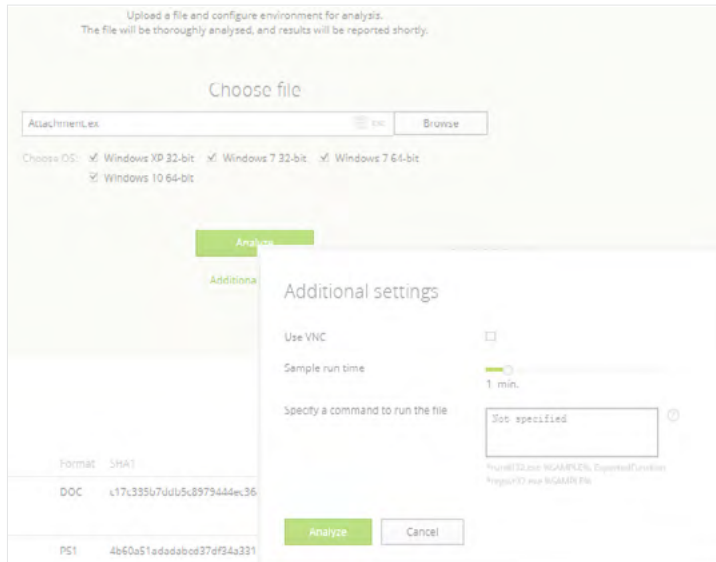 Upload a file and configure environment for analysis.
The file will be thoroughly analysed, and results will be reported shortly.
Choose file
Attachment.ex
Browse
Choose OS: Windows XP 32-bit Windows 7 32-bit Windows 7 64-bit
Windows 10 64-bit
Analyze
Additiona
Additional settings
Use VNC
Sample run time
1 min.
Specify a command to run the file
Not specified
?
Format SHA1
DOC c17c335b7ddb5c8979444ec36
Analyze Cancel
PS1 4b60a51adadabcd37df34a331